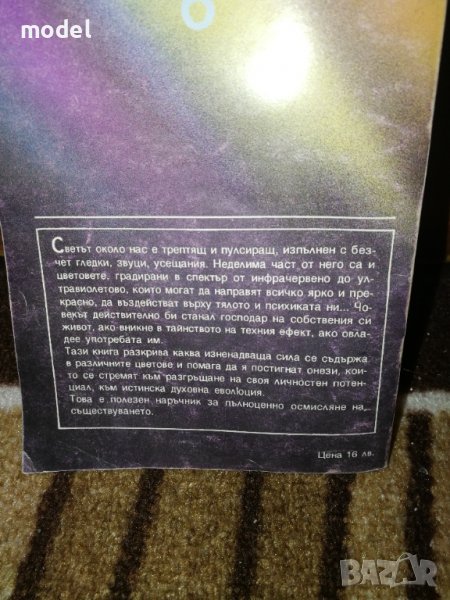 model
Светът около нас е трептящ и пулсиращ, изпълнен с без-
чет гледки, звуци, усещания. Неделима част от него са и
цветовете, градирани в спектър от инфрачервено до ул-
травиолетово, които могат да направят всичко ярко и пре-
красно, да въздействат върху тялото и психиката ни... Чо-
векът действително би станал господар на собствения си
живот, ако вникне в тайнството на техния ефект, ако овла-
дее употребата им.
Тази книга разкрива каква изненадваща сила се съдържа
в различните цветове и помага да я постигнат онези, кои-
то се стремят към разгръщане на своя личностен потен-
циал, към истинска духовна еволюция.
Това е полезен наръчник за пълноценно осмисляне на
съществуването.
Цена 16 лв.
BAZAR